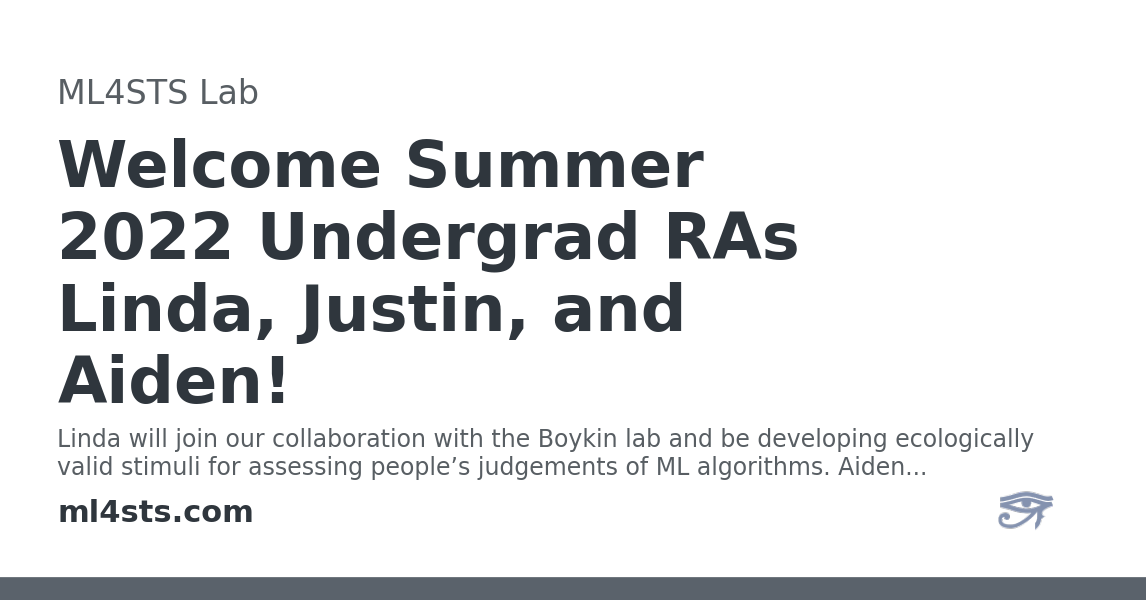 ML4STS Lab
Welcome Summer
2022 Undergrad RAs
Linda, Justin, and
Aiden!
Linda will join our collaboration with the Boykin lab and be developing ecologically
valid stimuli for assessing people’s judgements of ML algorithms. Aiden...
ml4sts.com